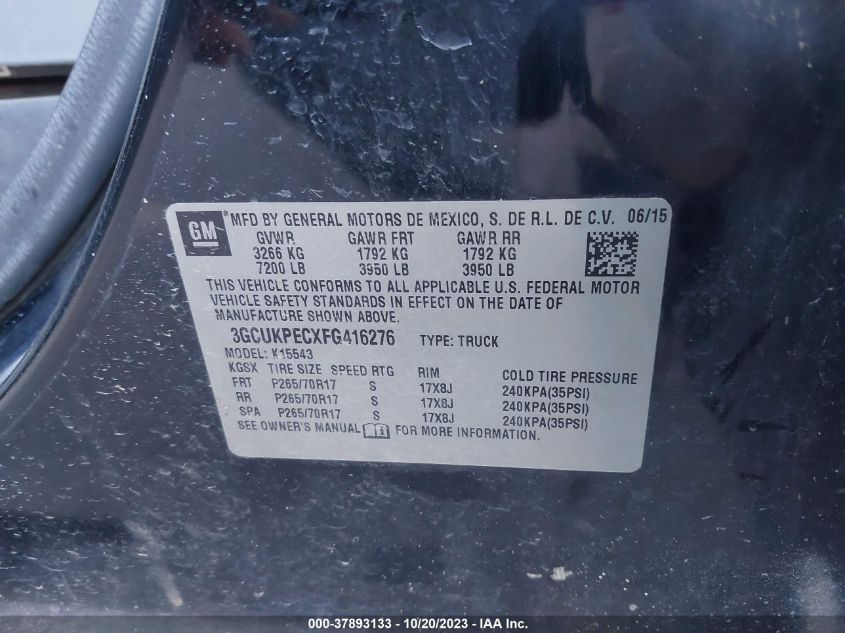 GM ® MFD BY GENERAL MOTORS DE MEXICO, S. DE R.L. DE C.V. 06/15
GVWR GAWR FRT GAWR RR
3266 KG 1792 KG 1792 KG
7200 LB 3950 LB 3950 LB
THIS VEHICLE CONFORMS TO ALL APPLICABLE U.S. FEDERAL MOTOR
VEHICLE SAFETY STANDARDS IN EFFECT ON THE DATE OF
MANUFACTURE SHOWN ABOVE.
3GCUKPECXFG416276 TYPE: TRUCK
MODEL: K15543
KGSX TIRE SIZE SPEED RTG RIM COLD TIRE PRESSURE
FRT P265/70R17 S 17X8J 240KPA(35PSI)
RR P265/70R17 S 17X8J 240KPA(35PSI)
SPA P265/70R17 S 17X8J 240KPA(35PSI)
SEE OWNER'S MANUAL FOR MORE INFORMATION.
000-37893133 - 10/20/2023 - IAAI.com